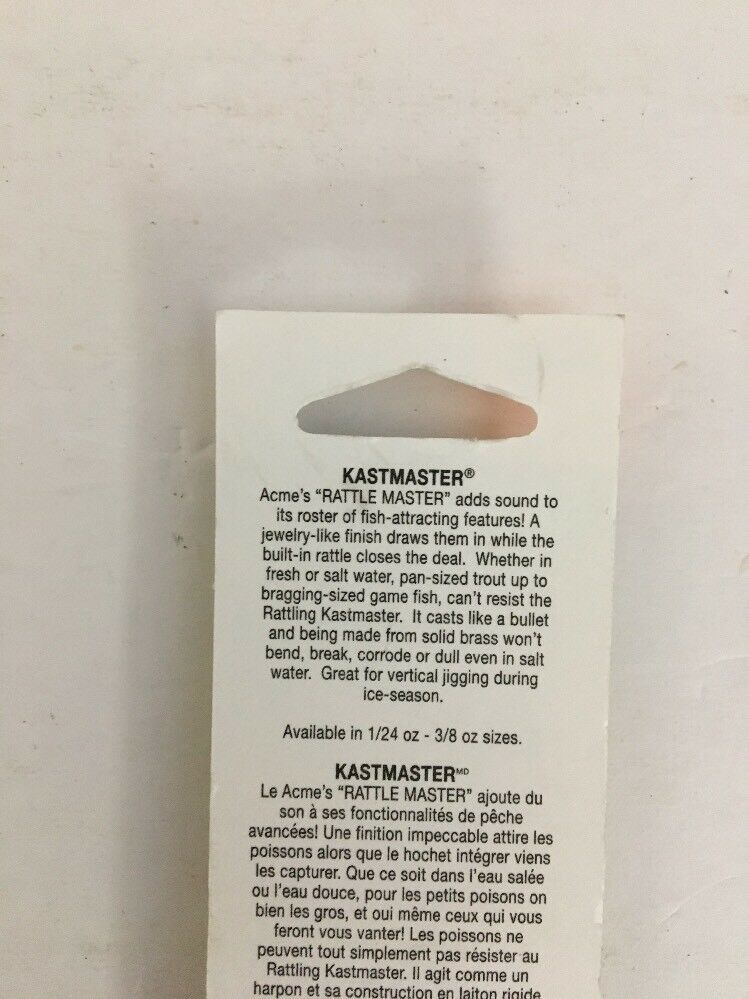 KASTMASTER®
Acme's “RATTLE MASTER” adds sound to
its roster of fish-attracting features! A
jewelry-like finish draws them in while the
built-in rattle closes the deal. Whether in
fresh or salt water, pan-sized trout up to
bragging-sized game fish, can't resist the
Rattling Kastmaster. It casts like a bullet
and being made from solid brass won't
bend, break, corrode or dull even in salt
water. Great for vertical jigging during
ice-season.
Available in 1/24 oz - 3/8 oz sizes.
KASTMASTERᴹᴰ
Le Acme's “RATTLE MASTER” ajoute du
son à ses fonctionnalités de pêche
avancées! Une finition impeccable attire les
poissons alors que le hochet intégrer viens
les capturer. Que ce soit dans l'eau salée
ou l'eau douce, pour les petits poisons on
bien les gros, et oui même ceux qui vous
feront vous vanter! Les poissons ne
peuvent tout simplement pas résister au
Rattling Kastmaster. Il agit comme un
harpon et sa construction en laiton rigide